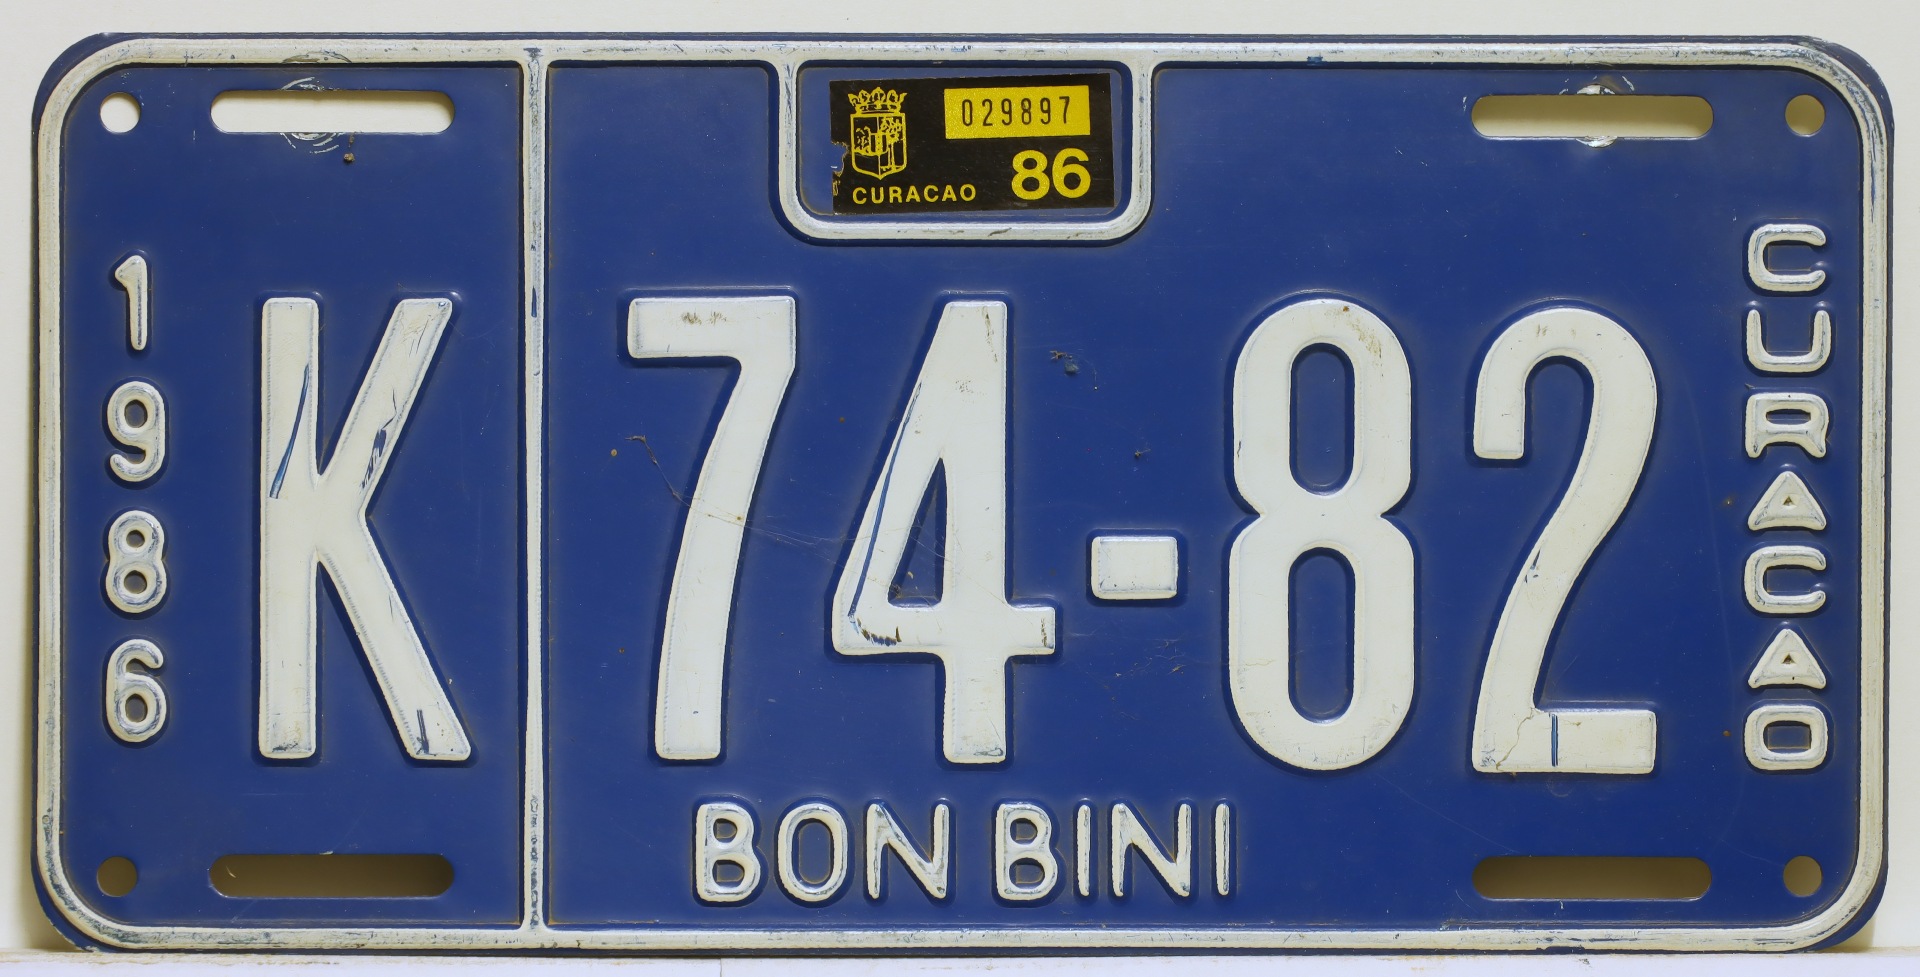 029897
86
CURACAO
1986
K 74-82
CURACAO
BON BINI